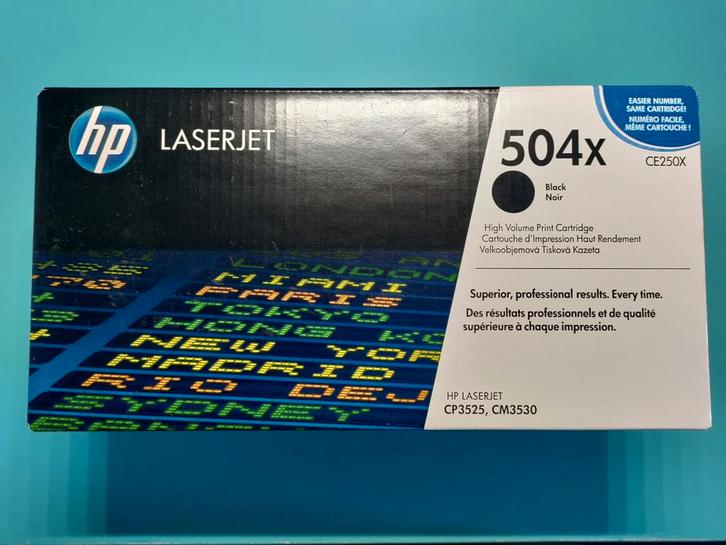 hp
LASERJET
504x
CE250X
EASIER NUMBER,
SAME CARTRIDGE!
NUMÉRO FACILE,
MÊME CARTOUCHE !
Black
Noir
High Volume Print Cartridge
Cartouche d'Impression Haut Rendement
Velkoobjemová Tisková Kazeta
Superior, professional results. Every time.
Des résultats professionnels et de qualité
supérieure à chaque impression.
HP LASERJET
CP3525, CM3530
LONDON
MIAMI
PARIS
TOKYO
HONG KO
NEW YOR
MADRID
RIO DEJ
SYDNEY